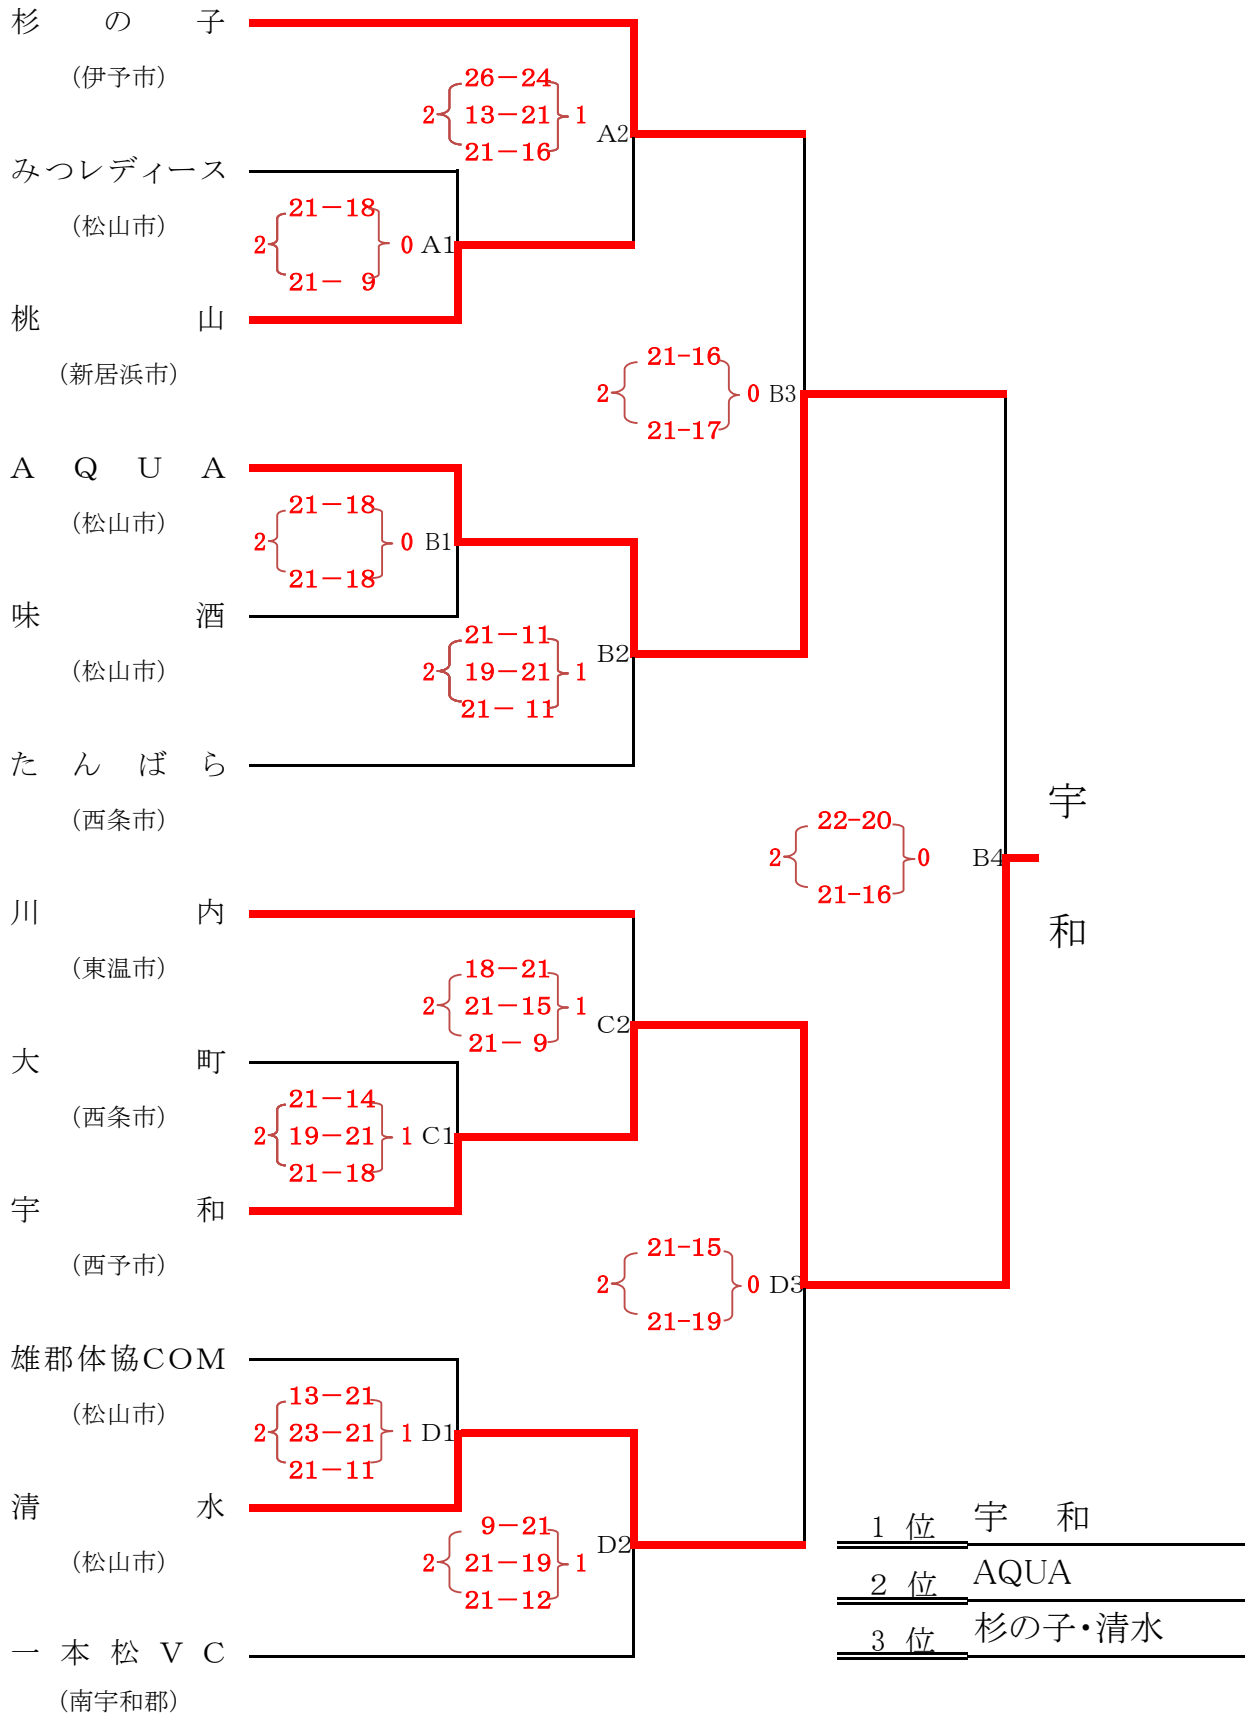 杉の子
（伊予市）
26－24
2 13－21 1
A2
21－16
みつレディース
（松山市）
21－18
2 0 A1
21－ 9
桃山
（新居浜市）
21-16
2 0 B3
21-17
AQUA
（松山市）
21－18
2 0 B1
21－18
味酒
（松山市）
21－11
2 19－21 1
B2
21－ 11
たんばら
（西条市）
宇和
22-20
2 0 B4
21-16
川内
（東温市）
18－21
2 21－15 1
C2
21－ 9
大町
（西条市）
21－14
2 19－21 1 C1
21－18
宇和
（西予市）
21-15
2 0 D3
21-19
雄郡体協COM
（松山市）
13－21
2 23－21 1 D1
21－11
清水
（松山市）
9－21
D2
2 21－19 1
21－12
一本松VC
（南宇和郡）
1 位 宇 和
2 位 AQUA
3 位 杉の子・清水